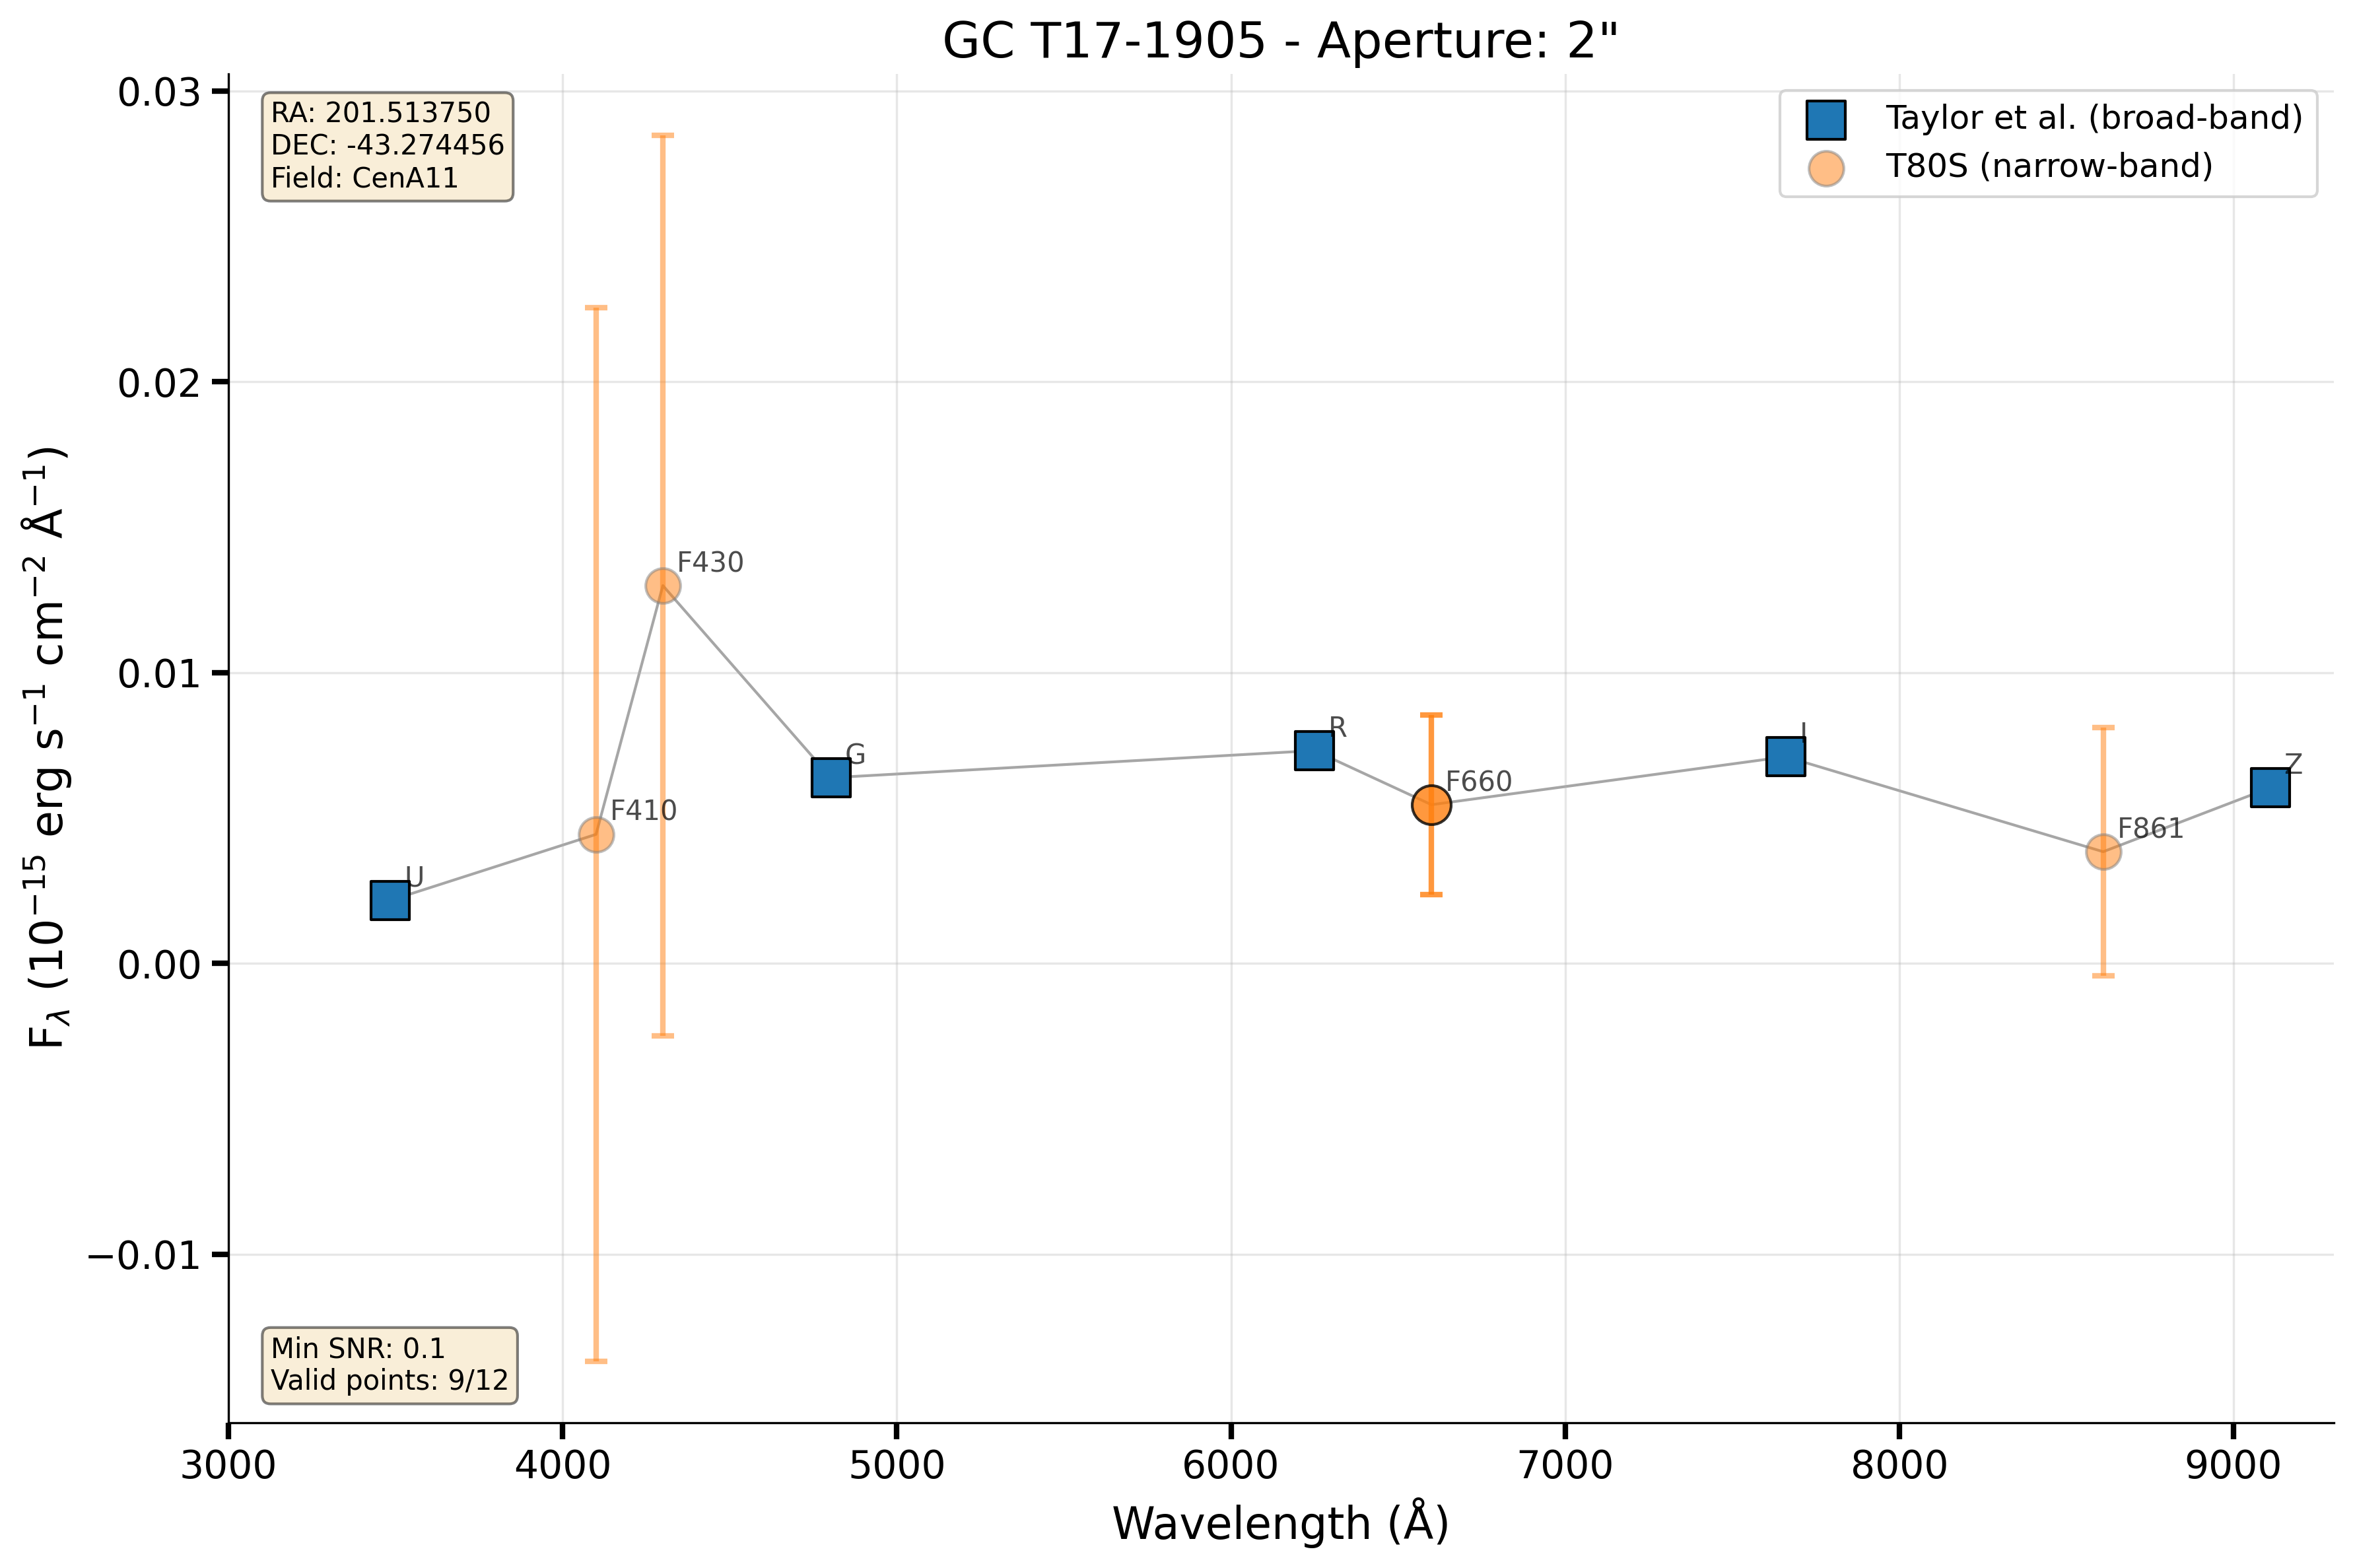 GC T17-1905 - Aperture: 2"
RA: 201.513750
DEC: -43.274456
Field: CenA11
Taylor et al. (broad-band)
T80S (narrow-band)
0.03
0.02
0.01
0.00
−0.01
F_λ (10⁻¹⁵ erg s⁻¹ cm⁻² Å⁻¹)
U
F410
F430
G
R
F660
I
F861
Z
Min SNR: 0.1
Valid points: 9/12
3000 4000 5000 6000 7000 8000 9000
Wavelength (Å)